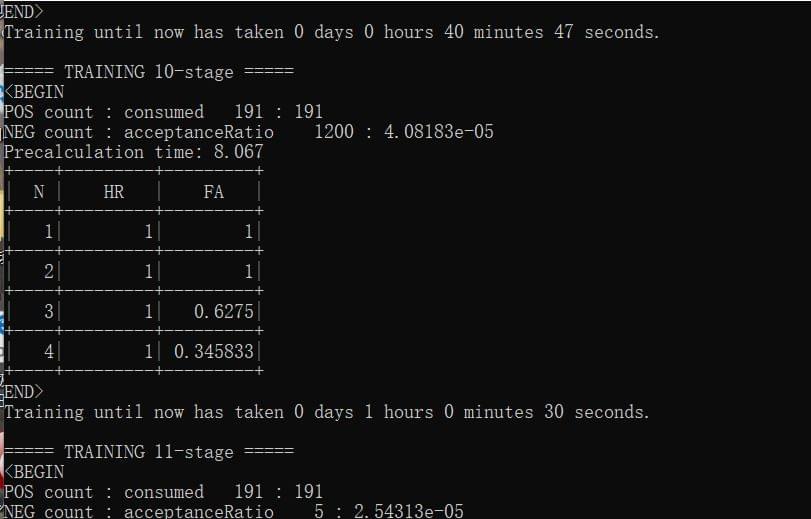 END>
Training until now has taken 0 days 0 hours 40 minutes 47 seconds.
===== TRAINING 10-stage =====
<BEGIN
POS count : consumed   191 : 191
NEG count : acceptanceRatio    1200 : 4.08183e-05
Precalculation time: 8.067
+----+---------+---------+
|  N |    HR   |    FA   |
+----+---------+---------+
|   1|        1|        1|
+----+---------+---------+
|   2|        1|        1|
+----+---------+---------+
|   3|        1|   0.6275|
+----+---------+---------+
|   4|        1| 0.345833|
+----+---------+---------+
END>
Training until now has taken 0 days 1 hours 0 minutes 30 seconds.
===== TRAINING 11-stage =====
<BEGIN
POS count : consumed   191 : 191
NEG count : acceptanceRatio    5 : 2.54313e-05